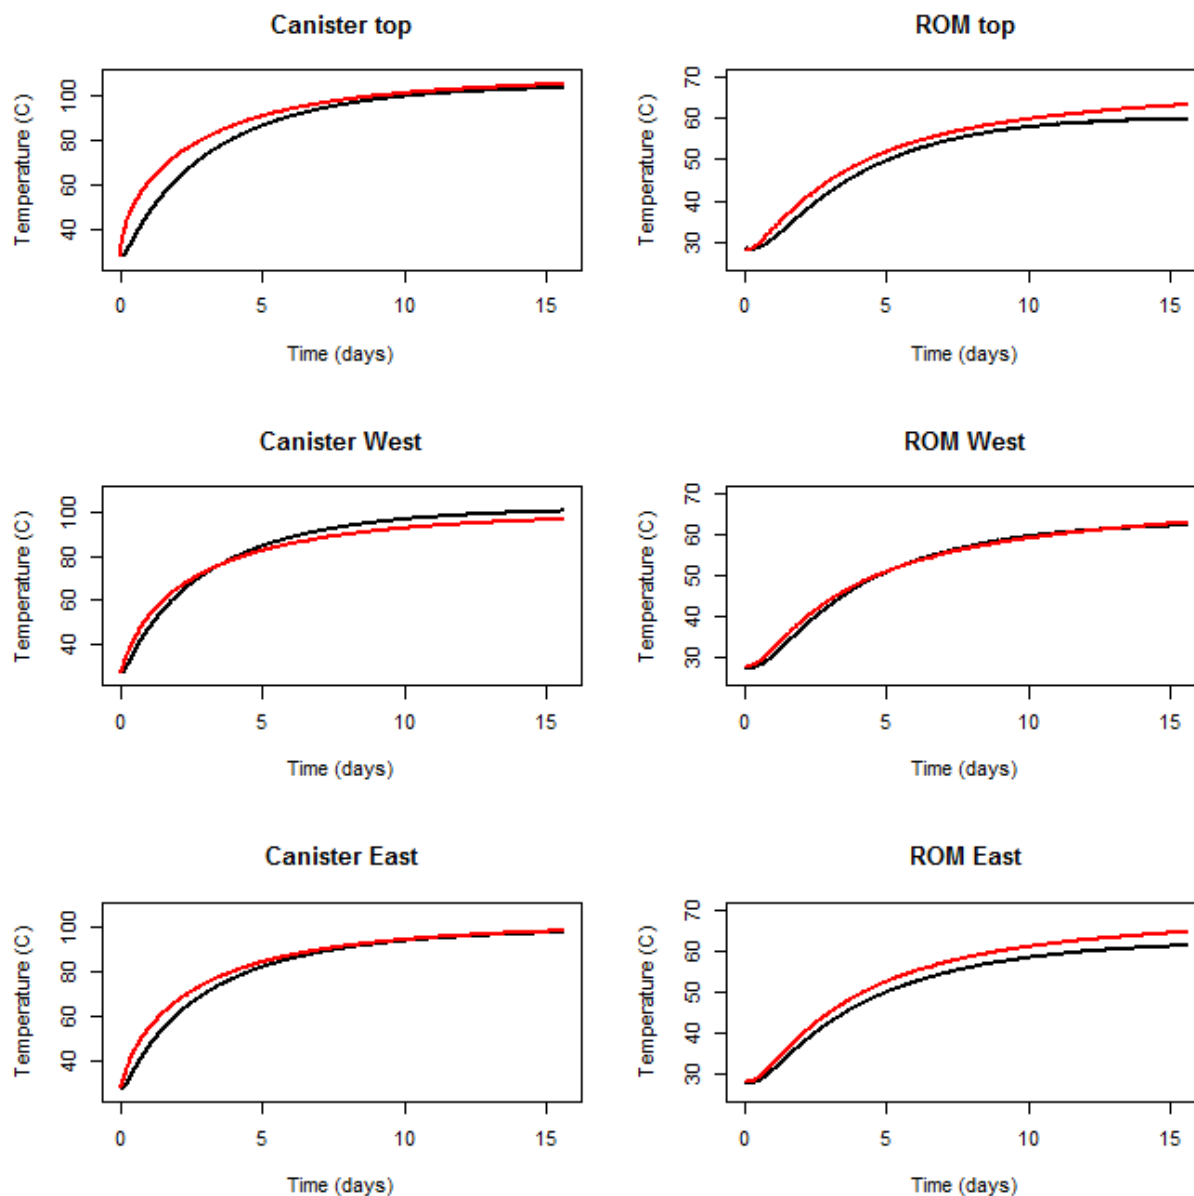 Canister top
Temperature (C)
40 60 80 100
0 5 10 15
Time (days)
ROM top
Temperature (C)
30 40 50 60 70
0 5 10 15
Time (days)
Canister West
Temperature (C)
40 60 80 100
0 5 10 15
Time (days)
ROM West
Temperature (C)
30 40 50 60 70
0 5 10 15
Time (days)
Canister East
Temperature (C)
40 60 80 100
0 5 10 15
Time (days)
ROM East
Temperature (C)
30 40 50 60 70
0 5 10 15
Time (days)